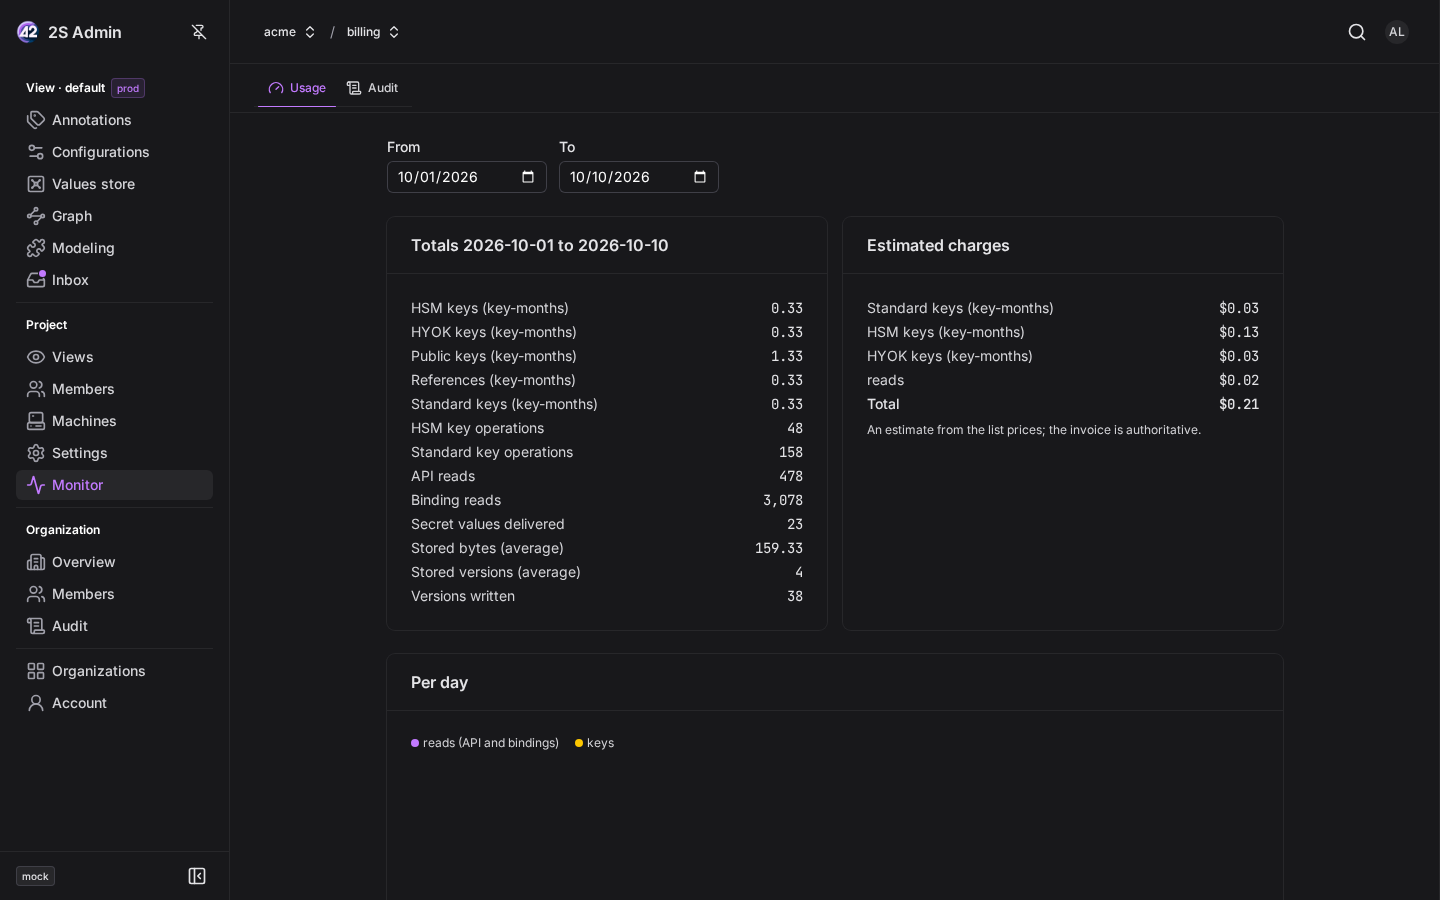 2S Admin
acme / billing
AL
View · default prod
Annotations
Configurations
Values store
Graph
Modeling
Inbox
Project
Views
Members
Machines
Settings
Monitor
Organization
Overview
Members
Audit
Organizations
Account
mock
Usage
Audit
From
To
10/01/2026
10/10/2026
Totals 2026-10-01 to 2026-10-10
HSM keys (key-months) 0.33
HYOK keys (key-months) 0.33
Public keys (key-months) 1.33
References (key-months) 0.33
Standard keys (key-months) 0.33
HSM key operations 48
Standard key operations 158
API reads 478
Binding reads 3,078
Secret values delivered 23
Stored bytes (average) 159.33
Stored versions (average) 4
Versions written 38
Estimated charges
Standard keys (key-months) $0.03
HSM keys (key-months) $0.13
HYOK keys (key-months) $0.03
reads $0.02
Total $0.21
An estimate from the list prices; the invoice is authoritative.
Per day
reads (API and bindings)
keys